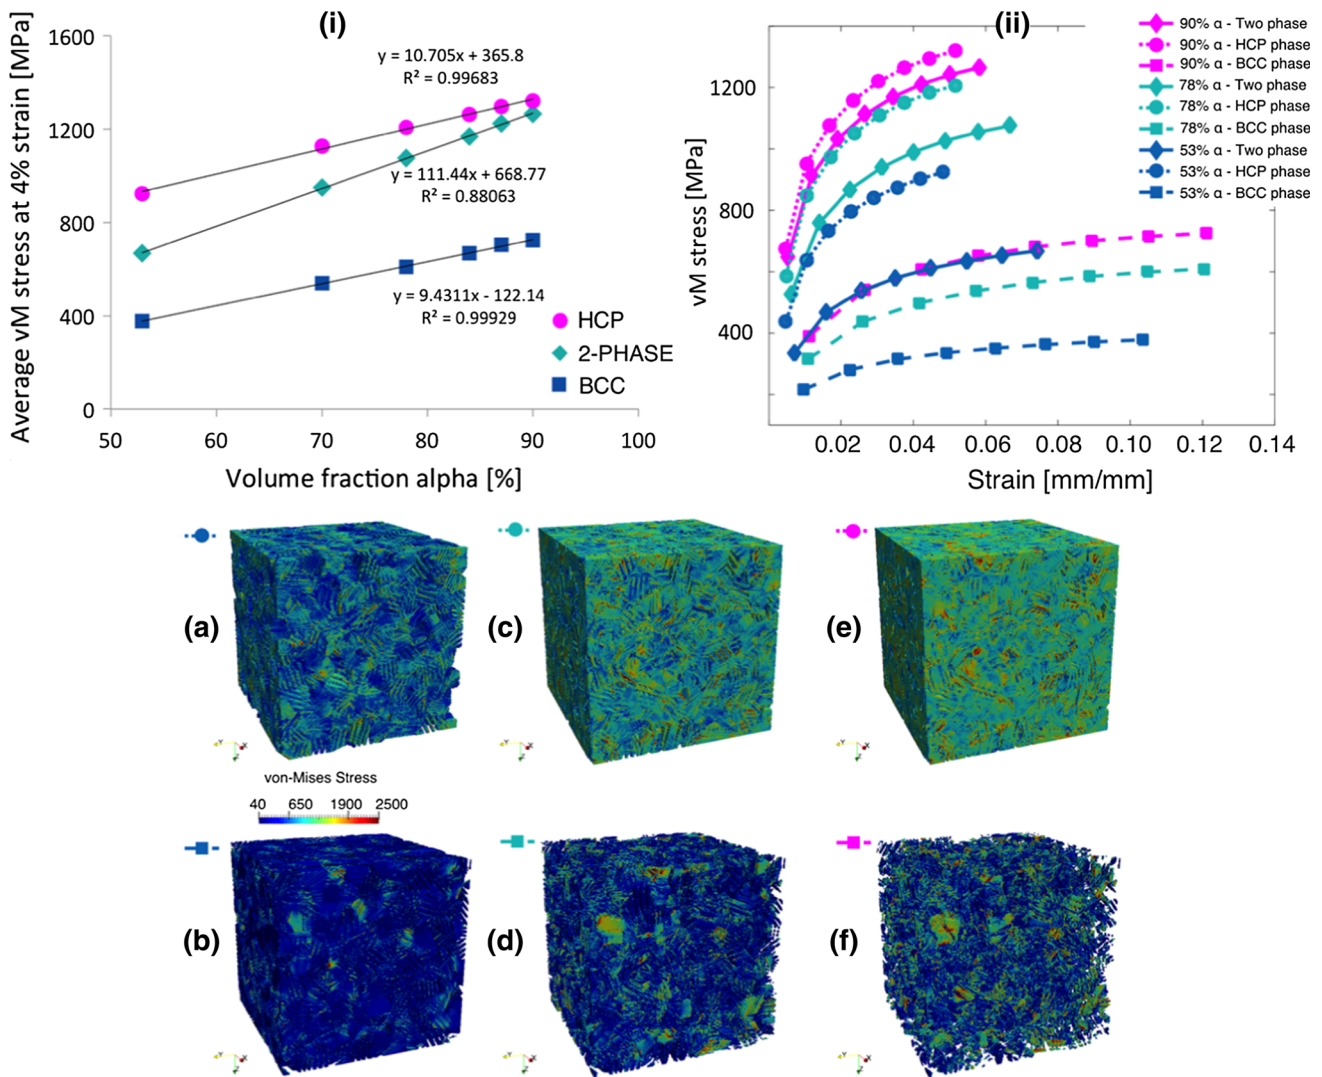 (i)
Average vM stress at 4% strain [MPa]
1600
1200
800
400
0
50 60 70 80 90 100
Volume fraction alpha [%]
y = 10.705x + 365.8
R² = 0.99683
y = 111.44x + 668.77
R² = 0.88063
y = 9.4311x - 122.14
R² = 0.99929
HCP
2-PHASE
BCC
(ii)
vM stress [MPa]
1200
800
400
0.02 0.04 0.06 0.08 0.10 0.12 0.14
Strain [mm/mm]
90% α - Two phase
90% α - HCP phase
90% α - BCC phase
78% α - Two phase
78% α - HCP phase
78% α - BCC phase
53% α - Two phase
53% α - HCP phase
53% α - BCC phase
(a)
(c)
(e)
von-Mises Stress
40 650 1900 2500
(b)
(d)
(f)